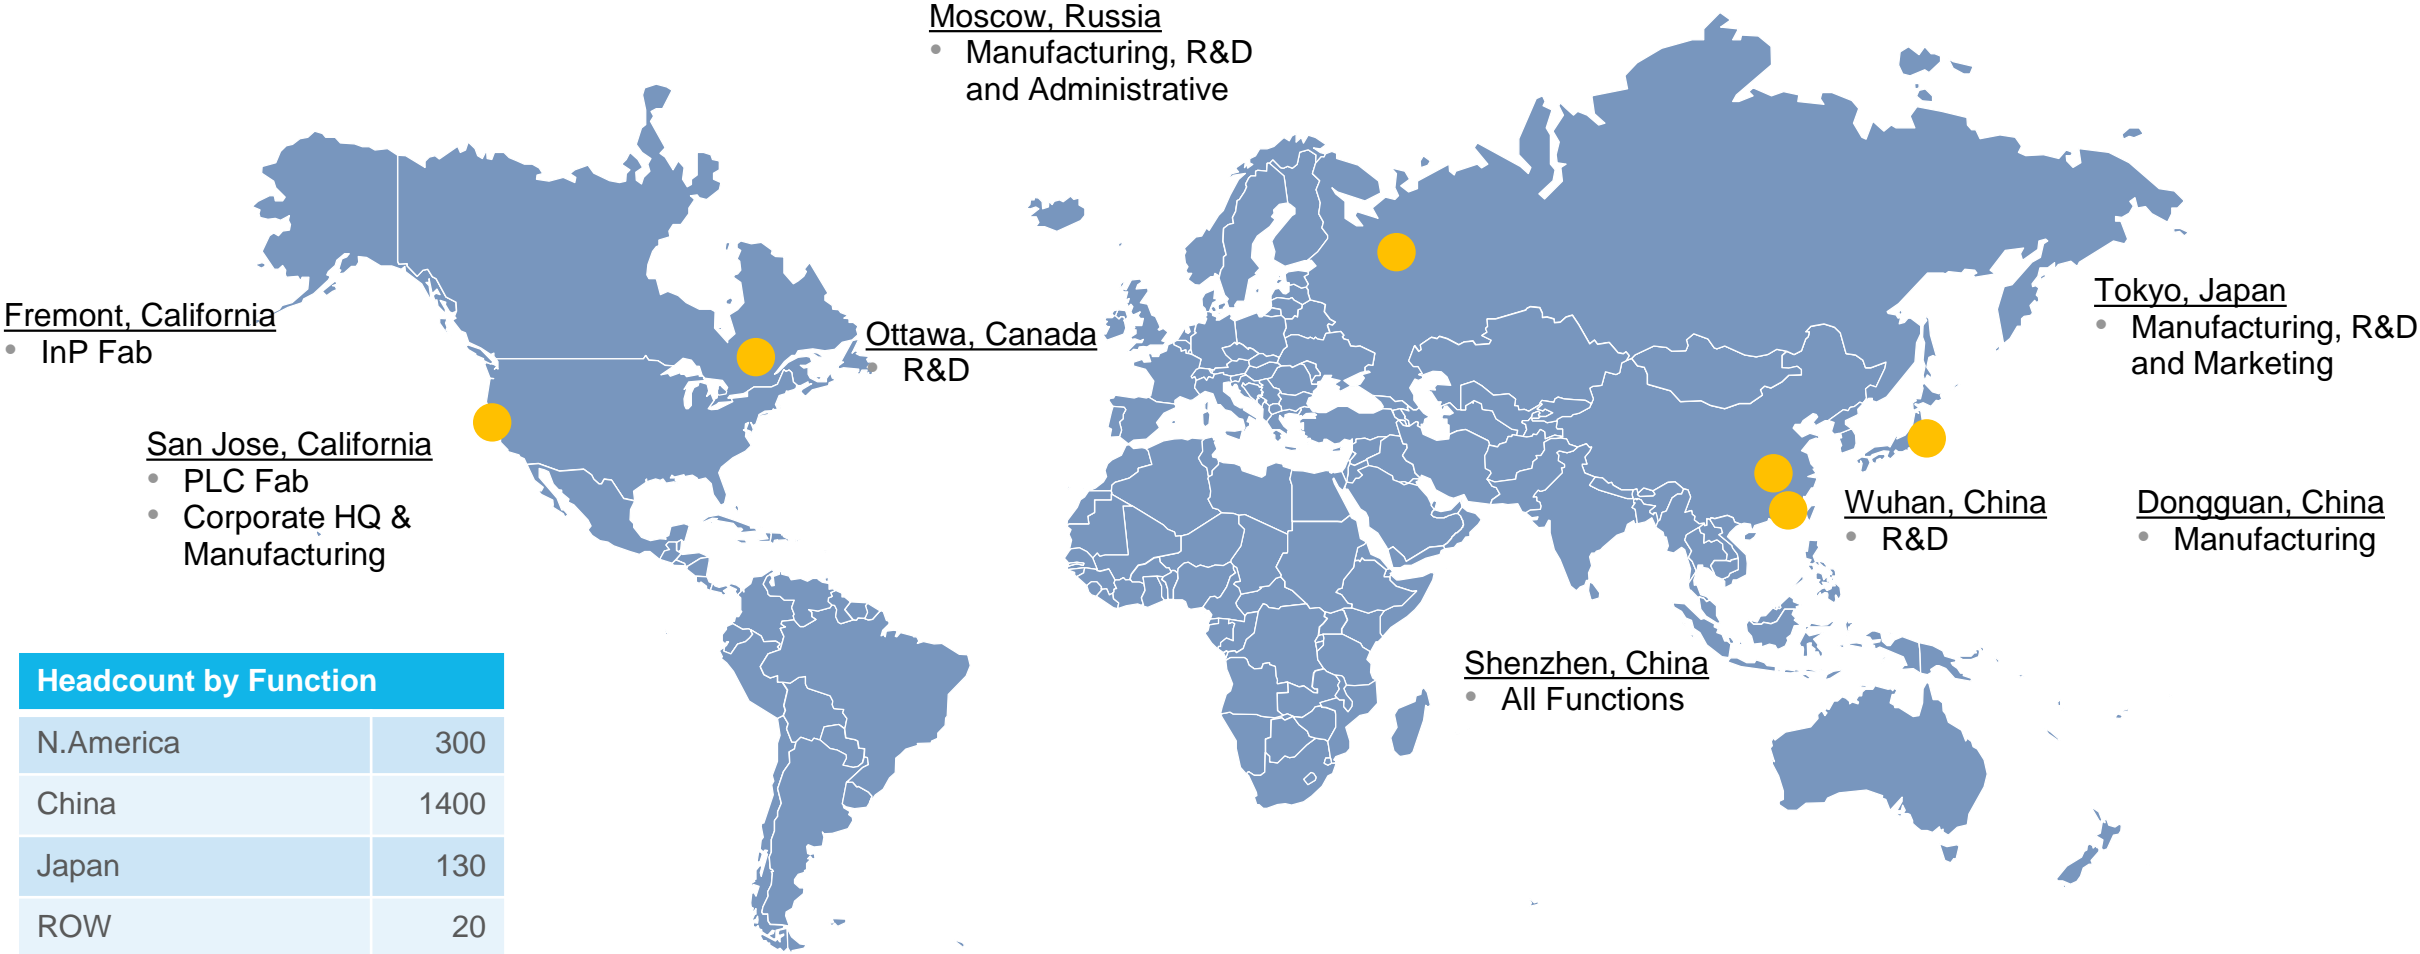 Moscow, Russia
• Manufacturing, R&D
and Administrative
Fremont, California
• InP Fab
Ottawa, Canada
• R&D
Tokyo, Japan
• Manufacturing, R&D
and Marketing
San Jose, California
• PLC Fab
• Corporate HQ &
Manufacturing
Wuhan, China
• R&D
Dongguan, China
• Manufacturing
Shenzhen, China
• All Functions
Headcount by Function
N.America 300
China 1400
Japan 130
ROW 20